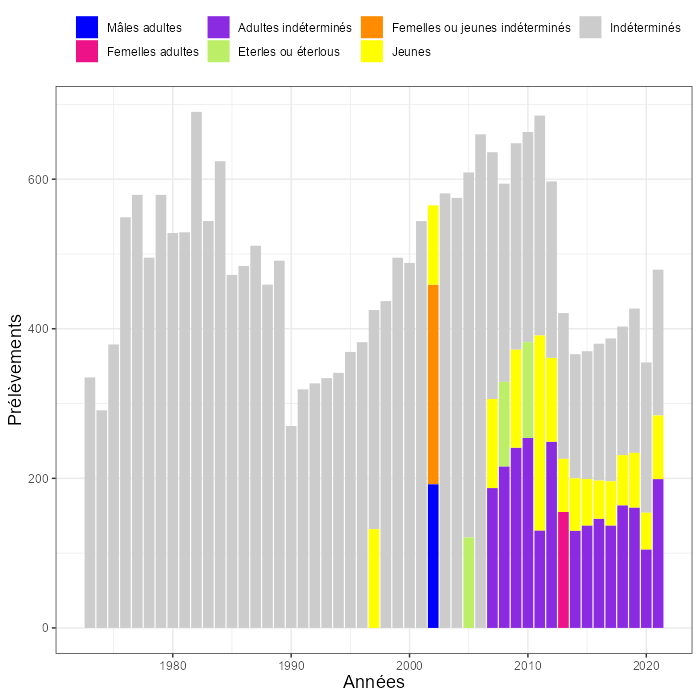 Mâles adultes Adultes indéterminés Femelles ou jeunes indéterminés Indéterminés
Femelles adultes Eterles ou éterlous Jeunes
Prélèvements
600
400
200
0
1980 1990 2000 2010 2020
Années